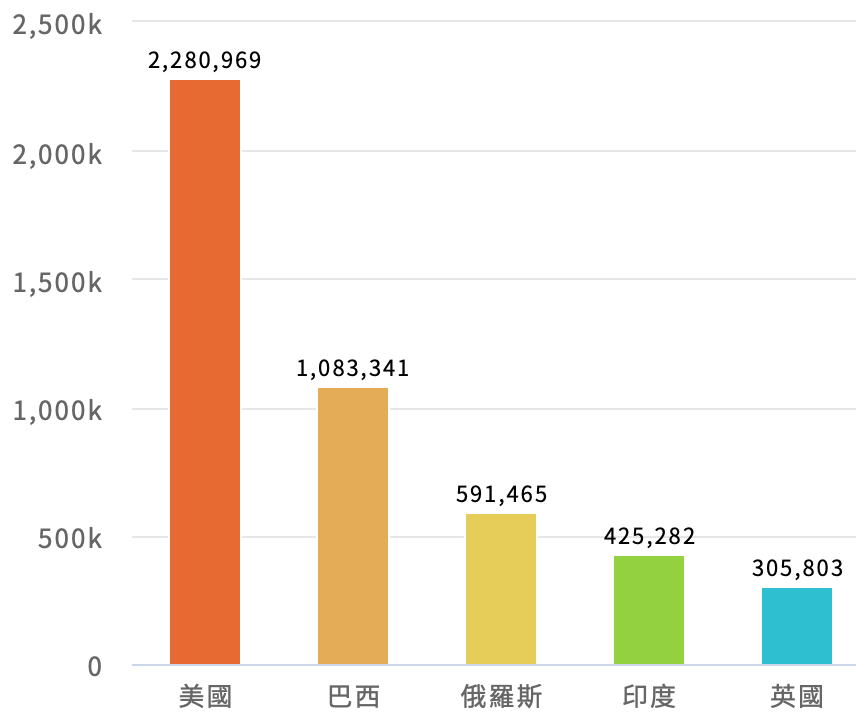 2,500k
2,280,969
2,000k
1,500k
1,083,341
1,000k
591,465
500k
425,282
305,803
0
美國 巴西 俄羅斯 印度 英國